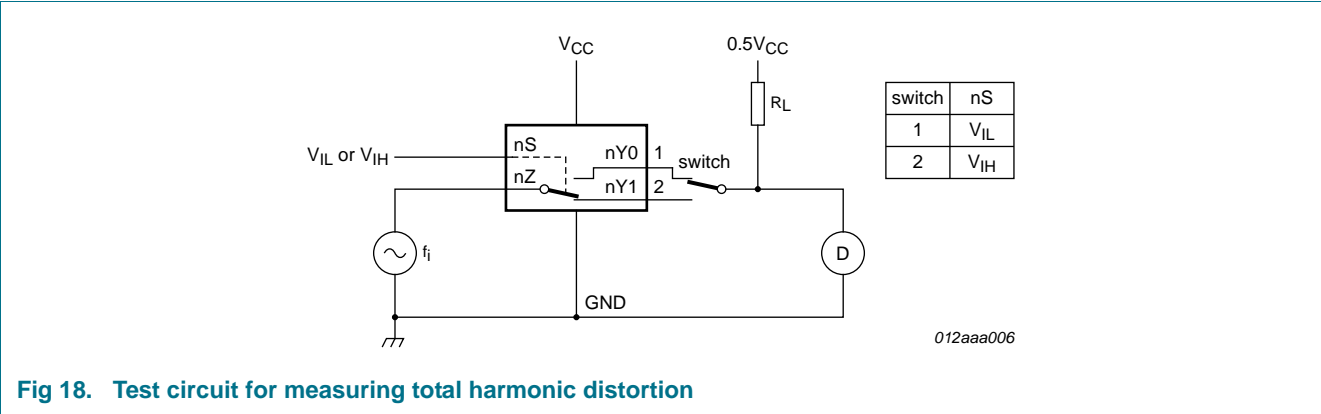 VCC
0.5VCC
RL
switch nS
1 VIL
2 VIH
VIL or VIH
nS
nY0
1
switch
nZ
nY1
2
fi
D
GND
012aaa006
Fig 18. Test circuit for measuring total harmonic distortion